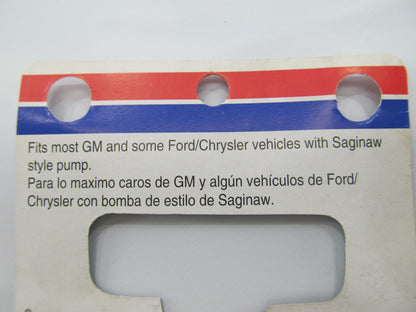 Fits most GM and some Ford/Chrysler vehicles with Saginaw
style pump.
Para lo maximo caros de GM y algún vehículos de Ford/
Chrysler con bomba de estilo de Saginaw.